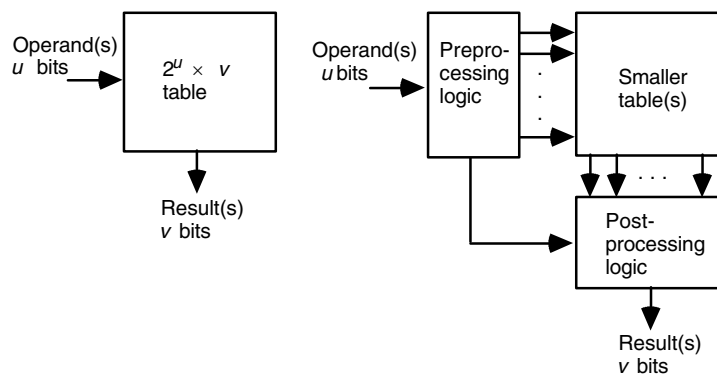 Operand(s)
u bits
2^u × v
table
Result(s)
v bits
Operand(s)
u bits
Prepro-
cessing
logic
. . .
Smaller
table(s)
. . .
Post-
processing
logic
Result(s)
v bits